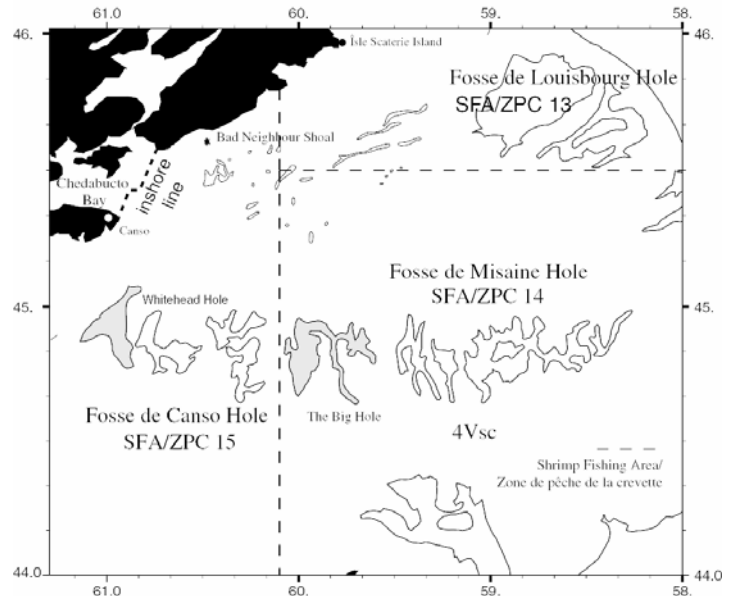 61.0
60.
59.
58.
46.
Îsle Scaterie Island
Fosse de Louisbourg Hole
SFA/ZPC 13
Bad Neighbour Shoal
Chedabucto
Bay
inshore
line
Canso
Fosse de Misaine Hole
SFA/ZPC 14
45.
Whitehead Hole
Fosse de Canso Hole
SFA/ZPC 15
The Big Hole
4Vsc
Shrimp Fishing Area/
Zone de pêche de la crevette
44.0
44.0
61.0
60.
59.
58.